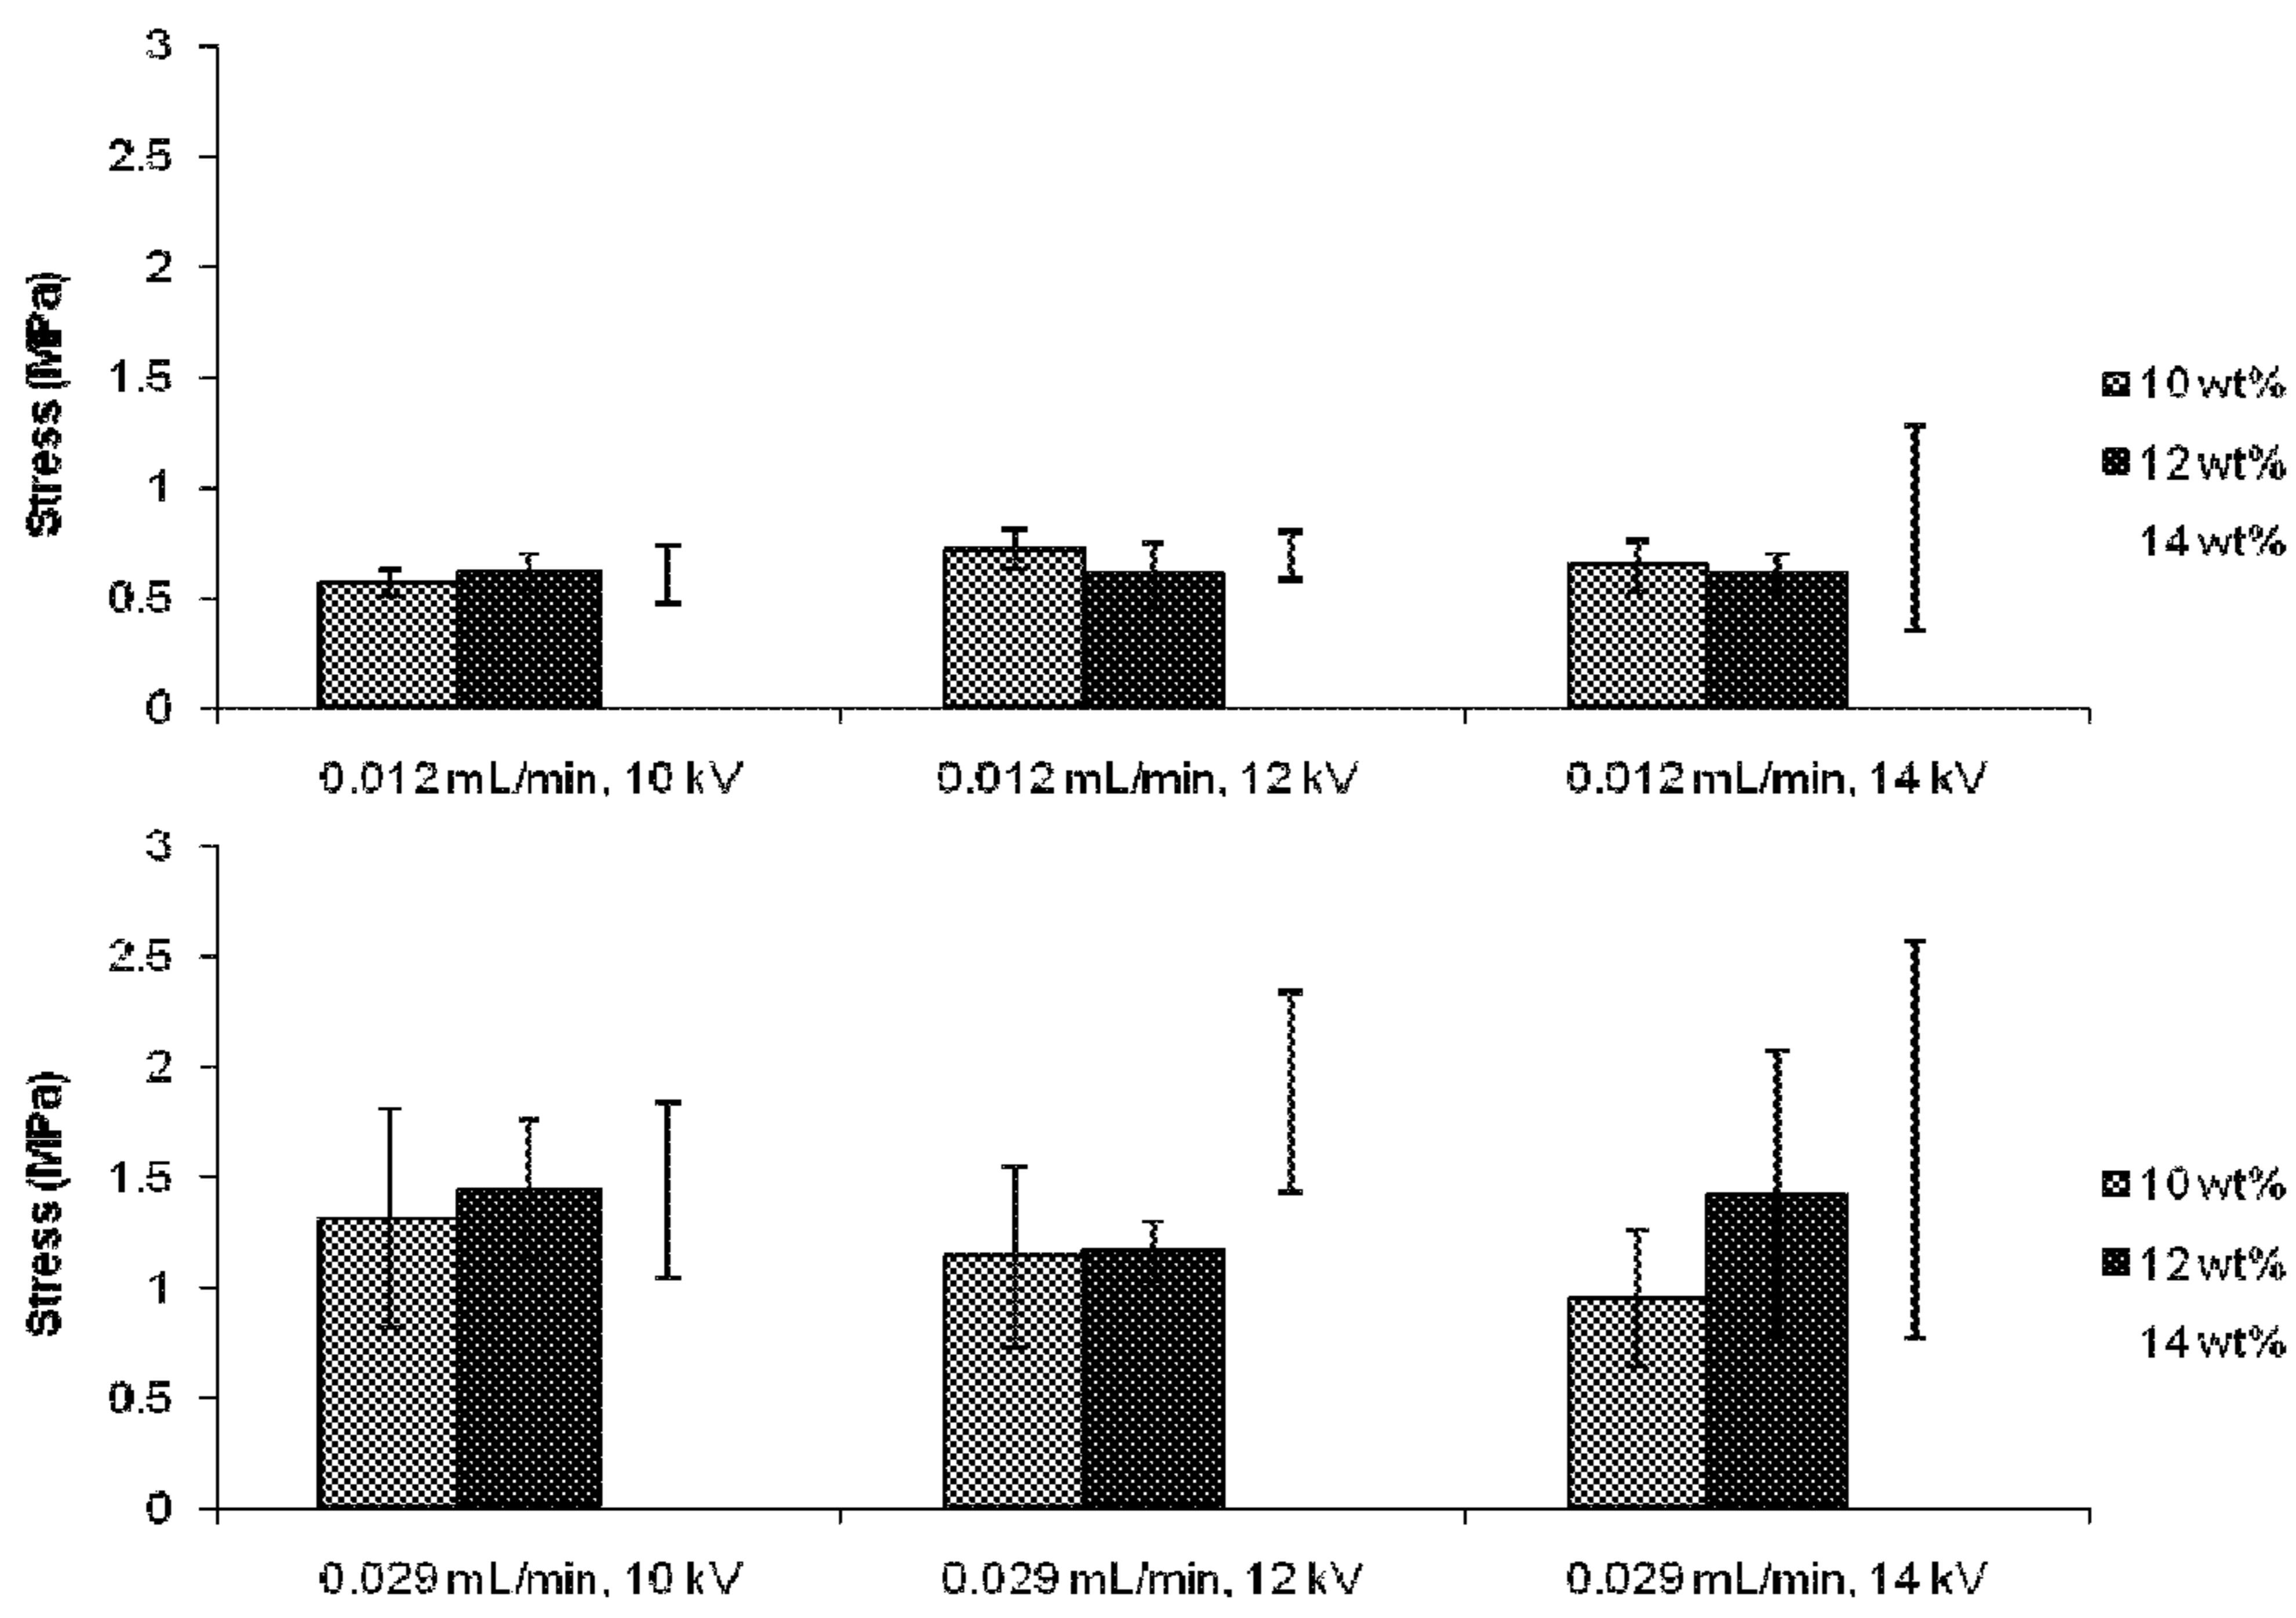 3
2.5
2
1.5
1
0.5
0
Stress (MPa)
10 wt%
12 wt%
14 wt%
0.012 mL/min, 10 kV
0.012 mL/min, 12 kV
0.012 mL/min, 14 kV
3
2.5
2
1.5
1
0.5
0
Stress (MPa)
10 wt%
12 wt%
14 wt%
0.029 mL/min, 10 kV
0.029 mL/min, 12 kV
0.029 mL/min, 14 kV